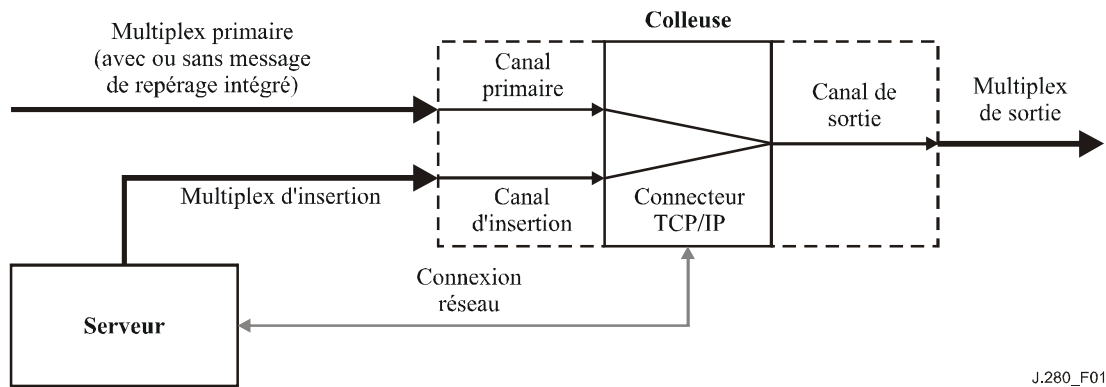 Colleuse
Multiplex primaire
(avec ou sans message
de repérage intégré)
Canal
primaire
Canal de
sortie
Multiplex
de sortie
Multiplex d'insertion
Canal
d'insertion
Connecteur
TCP/IP
Connexion
réseau
Serveur
J.280_F01